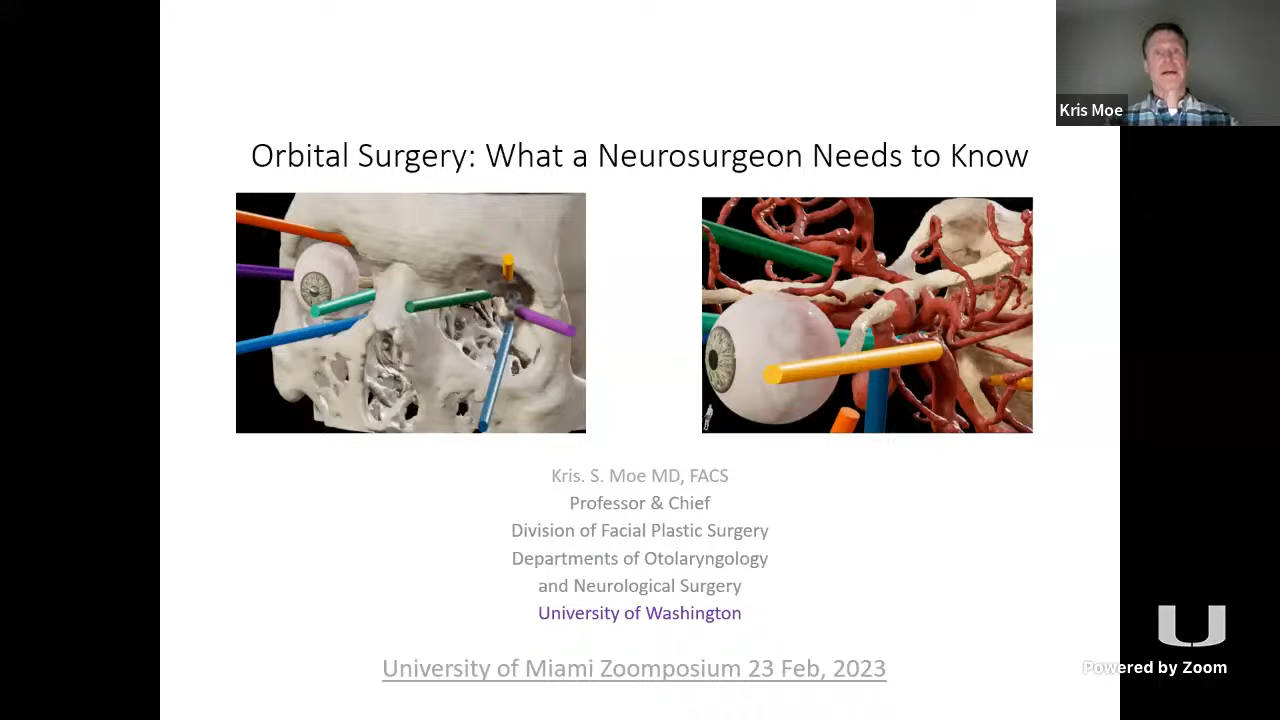 Kris Moe
Orbital Surgery: What a Neurosurgeon Needs to Know
Kris. S. Moe MD, FACS
Professor & Chief
Division of Facial Plastic Surgery
Departments of Otolaryngology
and Neurological Surgery
University of Washington
University of Miami Zoomposium 23 Feb, 2023
U
Powered by Zoom